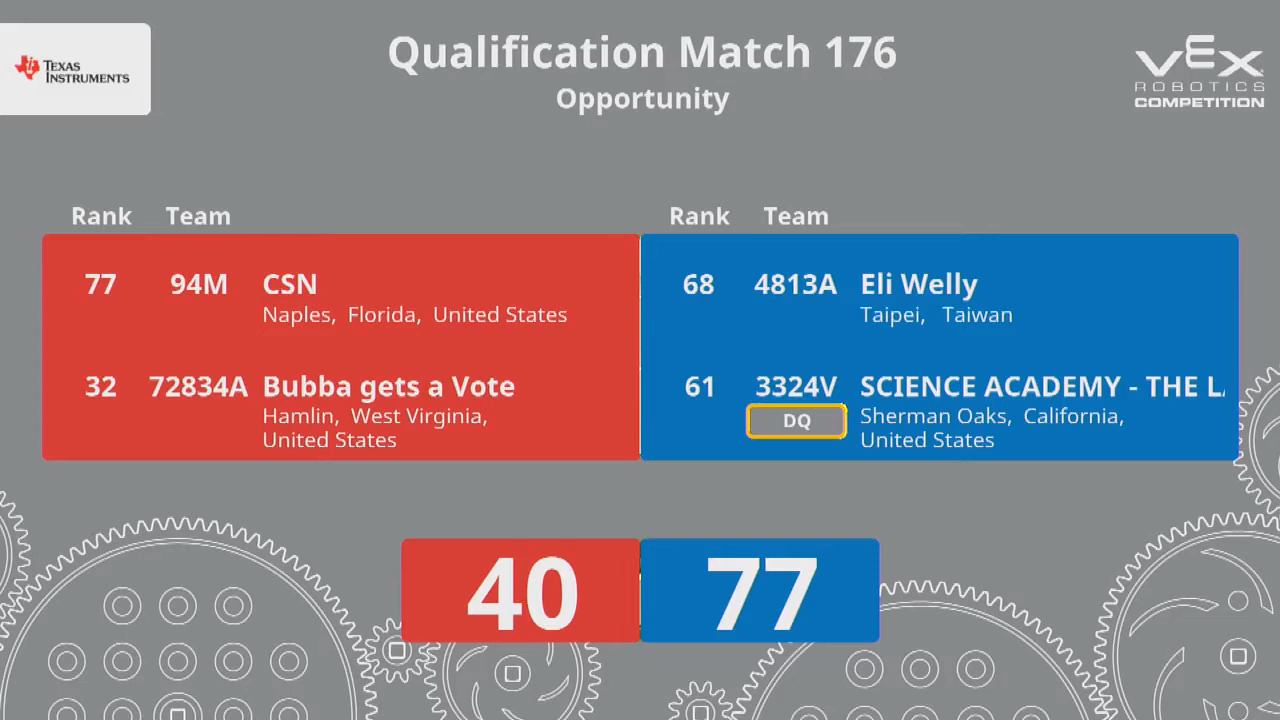 TEXAS
INSTRUMENTS
Qualification Match 176
Opportunity
VEX
ROBOTICS
COMPETITION
Rank Team
77 94M CSN
Naples, Florida, United States
32 72834A Bubba gets a Vote
Hamlin, West Virginia,
United States
Rank Team
68 4813A Eli Welly
Taipei, Taiwan
61 3324V SCIENCE ACADEMY - THE
DQ Sherman Oaks, California,
United States
40 77